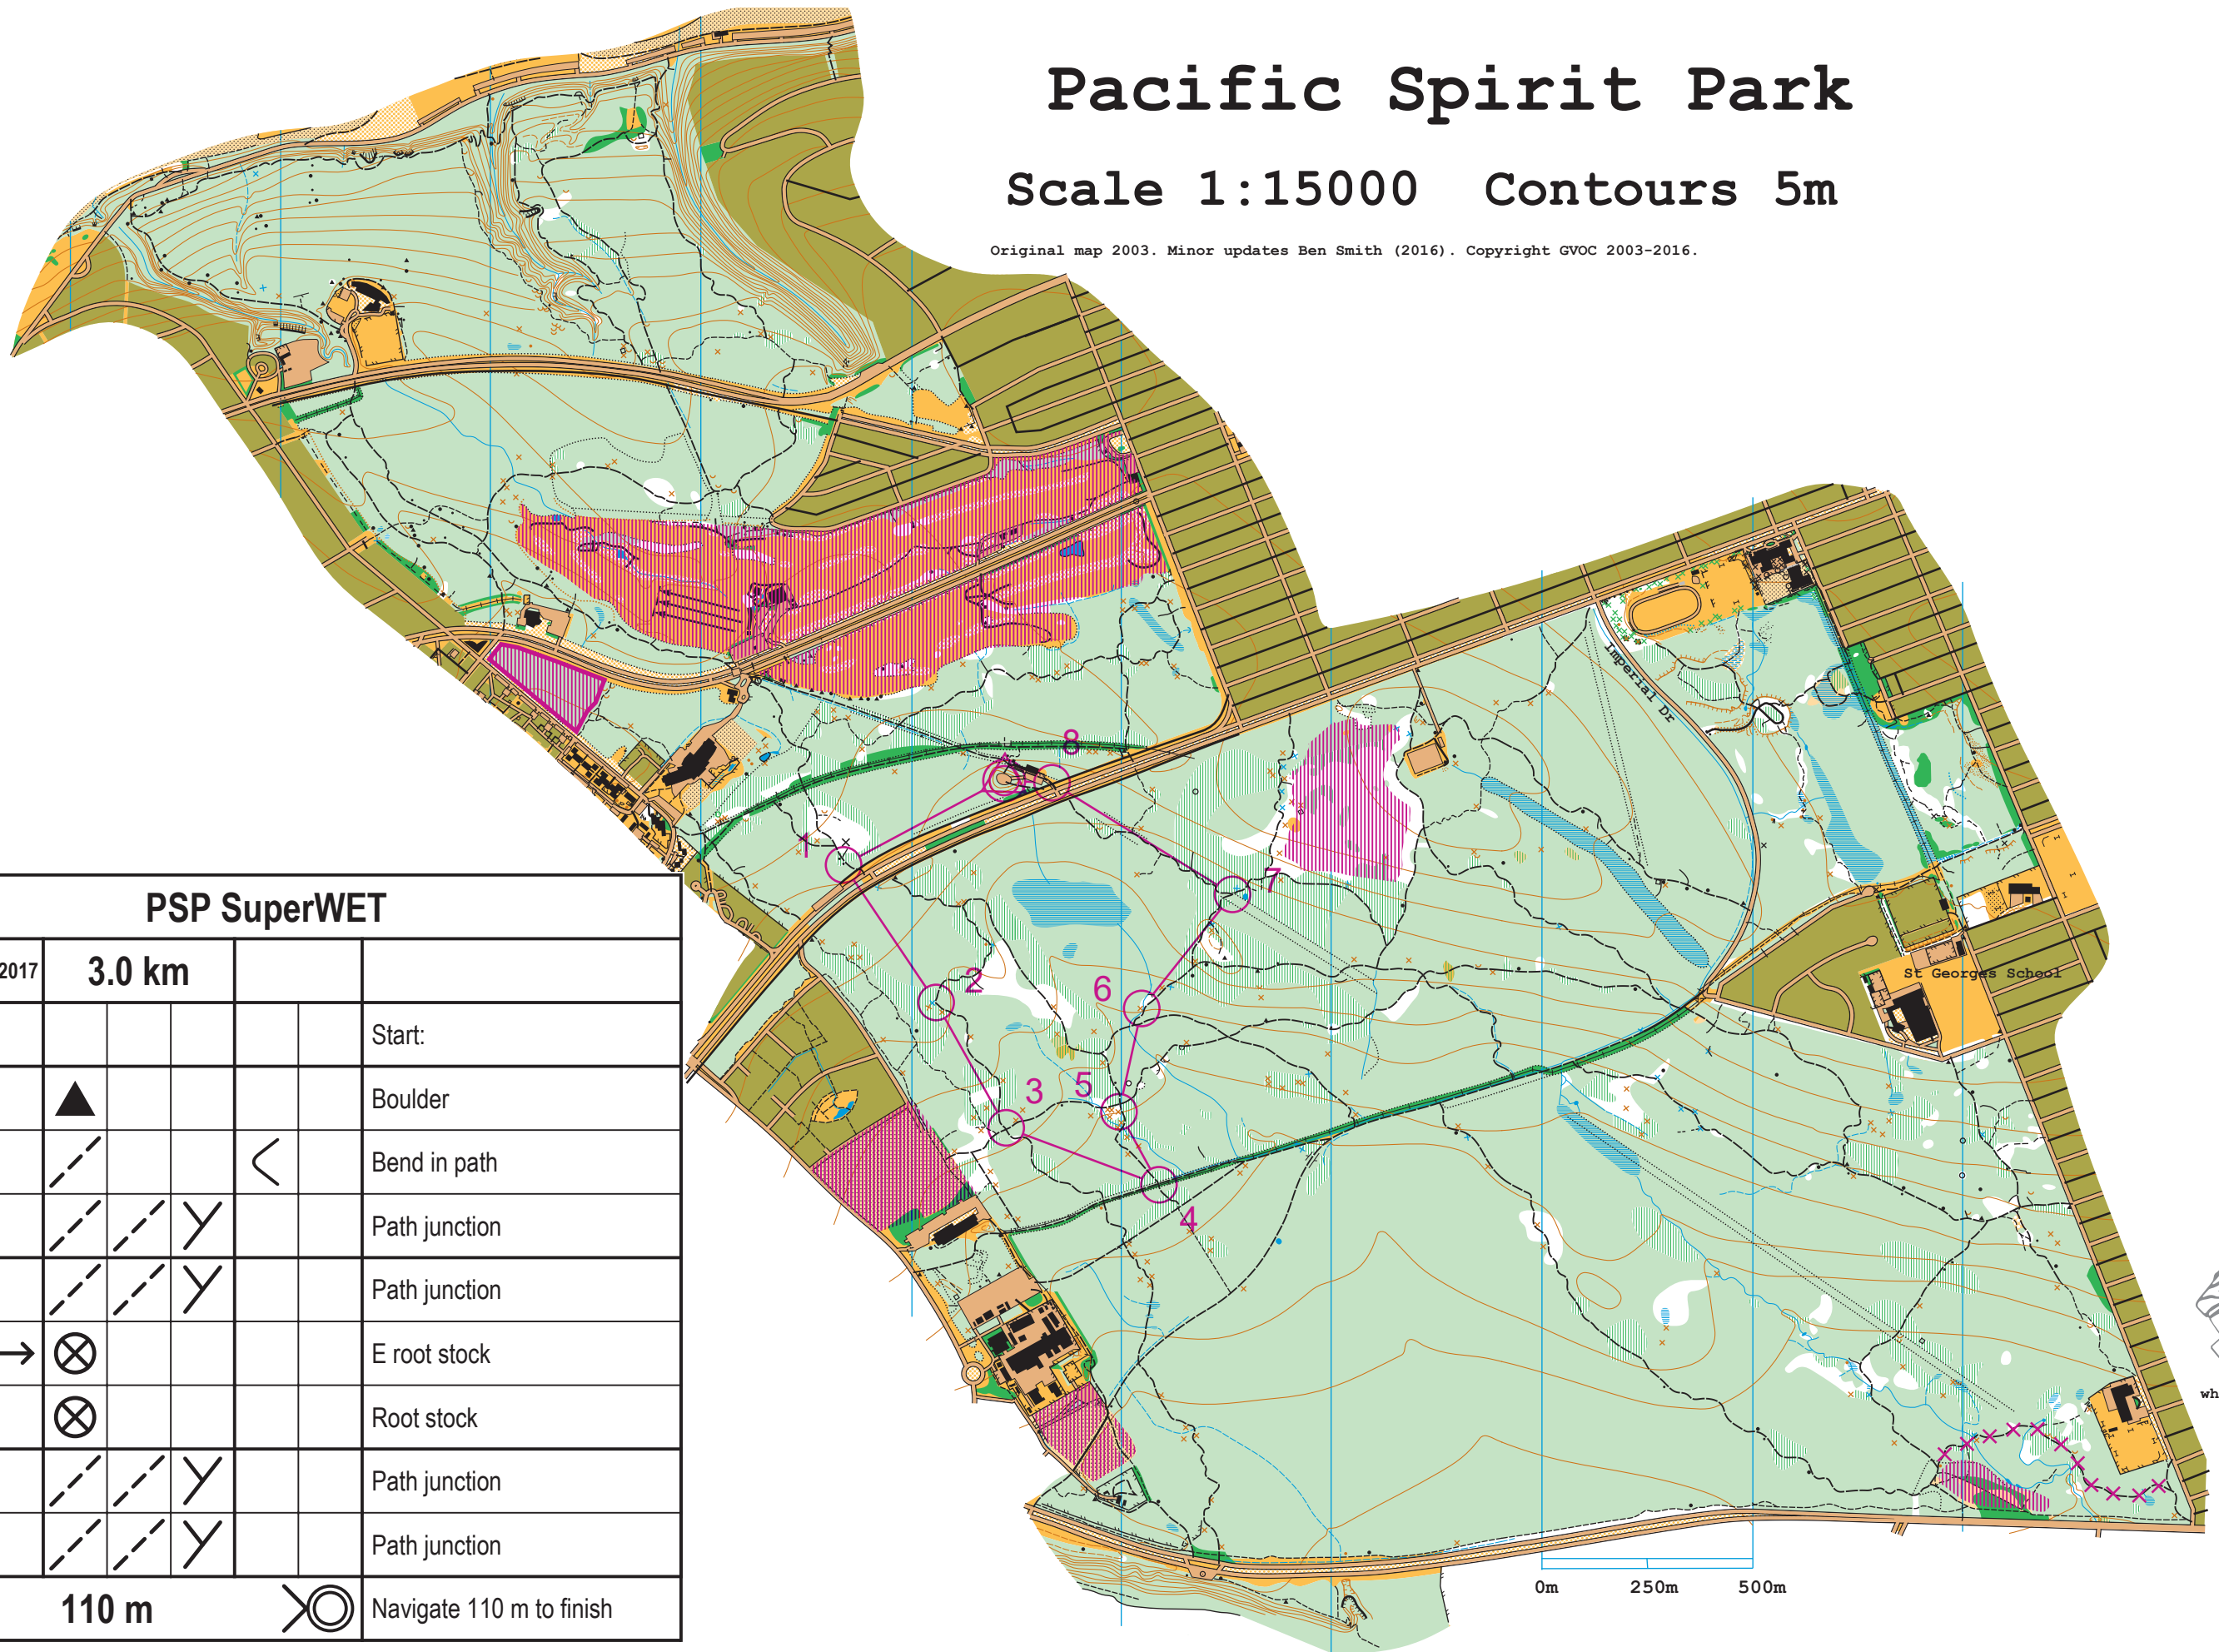 Pacific Spirit Park
Scale 1:15000 Contours 5m
Original map 2003. Minor updates Ben Smith (2016). Copyright GVOC 2003-2016.
Imperial Dr
St Georges School
8
1
7
2
6
3
5
4
PSP SuperWET
2017 3.0 km
Start:
Boulder
Bend in path
Path junction
Path junction
E root stock
Root stock
Path junction
Path junction
110 m Navigate 110 m to finish
0m 250m 500m
wh